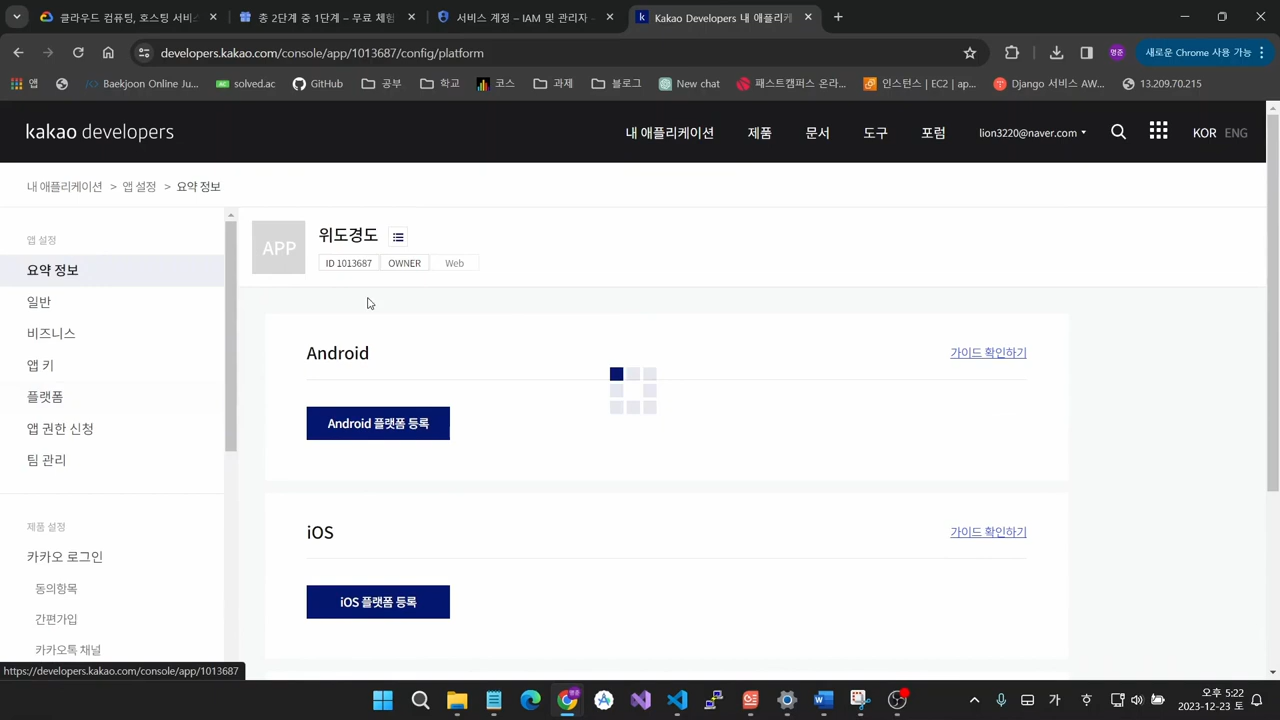 클라우드 컴퓨팅, 호스팅 서비스
총 2단계 중 1단계 – 무료 체험
서비스 계정 – IAM 및 관리자 -
Kakao Developers 내 애플리케
developers.kakao.com/console/app/1013687/config/platform
명준
새로운 Chrome 사용 가능
앱
Baekjoon Online Ju...
solved.ac
GitHub
공부
학교
코스
과제
블로그
New chat
패스트캠퍼스 온라...
인스턴스 | EC2 | ap...
Django 서비스 AW...
13.209.70.215
kakao developers
내 애플리케이션
제품
문서
도구
포럼
lion3220@naver.com
KOR ENG
내 애플리케이션 > 앱 설정 > 요약 정보
앱 설정
요약 정보
일반
비즈니스
앱 키
플랫폼
앱 권한 신청
팀 관리
제품 설정
카카오 로그인
동의항목
간편가입
카카오톡 채널
APP
위도경도
ID 1013687
OWNER
Web
Android
가이드 확인하기
Android 플랫폼 등록
iOS
가이드 확인하기
iOS 플랫폼 등록
https://developers.kakao.com/console/app/1013687
가
오후 5:22
2023-12-23 토